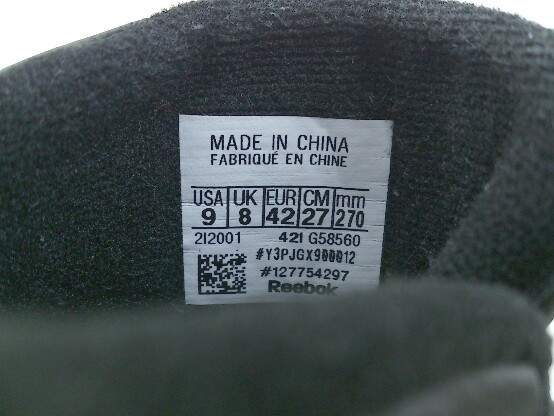 MADE IN CHINA
FABRIQUÉ EN CHINE
USA UK EUR CM mm
9 8 42 27 270
212001 421 G58560
#Y3PJGX900012
#127754297
Reebok